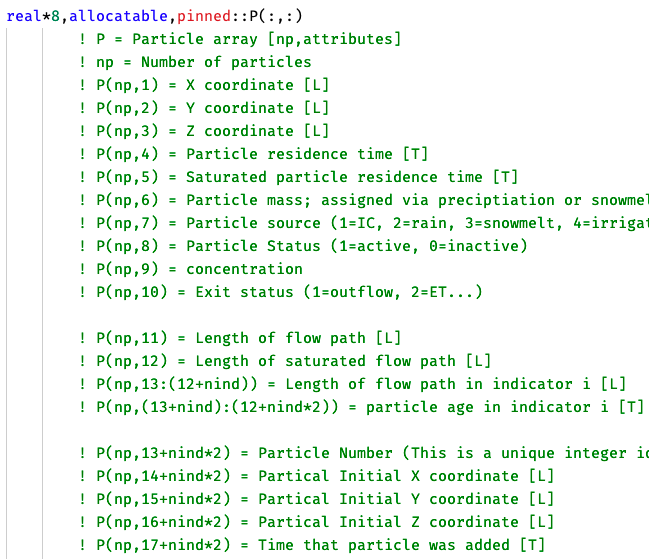 real*8,allocatable,pinned::P(:,:)
! P = Particle array [np,attributes]
! np = Number of particles
! P(np,1) = X coordinate [L]
! P(np,2) = Y coordinate [L]
! P(np,3) = Z coordinate [L]
! P(np,4) = Particle residence time [T]
! P(np,5) = Saturated particle residence time [T]
! P(np,6) = Particle mass; assigned via preciptiation or snowmel
! P(np,7) = Particle source (1=IC, 2=rain, 3=snowmelt, 4=irrigat
! P(np,8) = Particle Status (1=active, 0=inactive)
! P(np,9) = concentration
! P(np,10) = Exit status (1=outflow, 2=ET...)
! P(np,11) = Length of flow path [L]
! P(np,12) = Length of saturated flow path [L]
! P(np,13:(12+nind)) = Length of flow path in indicator i [L]
! P(np,(13+nind):(12+nind*2)) = particle age in indicator i [T]
! P(np,13+nind*2) = Particle Number (This is a unique integer id
! P(np,14+nind*2) = Partical Initial X coordinate [L]
! P(np,15+nind*2) = Partical Initial Y coordinate [L]
! P(np,16+nind*2) = Partical Initial Z coordinate [L]
! P(np,17+nind*2) = Time that particle was added [T]